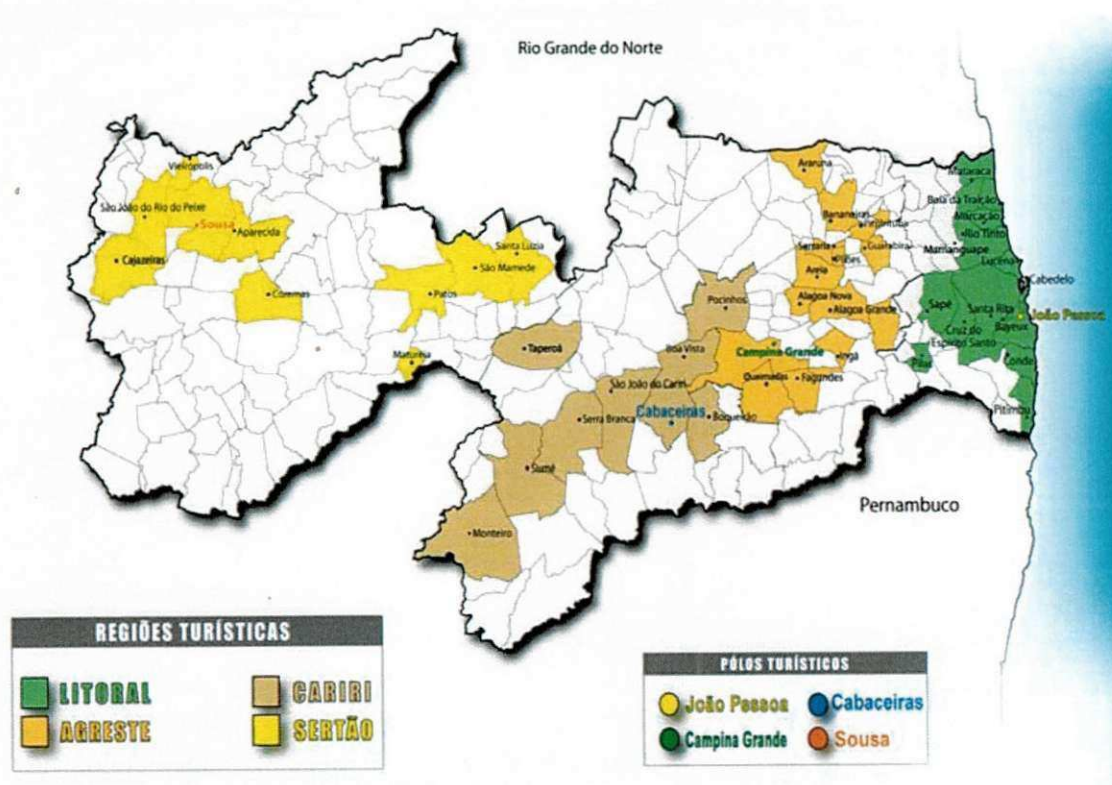 Rio Grande do Norte
Vieirópolis
São João do Rio do Peixe
Sousa
Aparecida
Cajazeiras
Santa Luzia
São Mamede
Patos
Maturéia
Taperoá
Pocinhos
Boa Vista
São João do Cariri
Cabaceiras
Serra Branca
Boqueirão
Sumé
Monteiro
Araruna
Bananeiras
Guarabira
Serraria
Pilões
Areia
Alagoa Nova
Alagoa Grande
Campina Grande
Ingá
Queimadas
Fagundes
Mataraca
Baía da Traição
Marcação
Rio Tinto
Mamanguape
Lucena
Cabedelo
Sapé
Santa Rita
João Pessoa
Bayeux
Cruz do
Espírito Santo
Pilar
Conde
Pitimbu
Pernambuco
REGIÕES TURÍSTICAS
LITORAL
CARIRI
AGRESTE
SERTÃO
PÓLOS TURÍSTICOS
João Pessoa
Cabaceiras
Campina Grande
Sousa